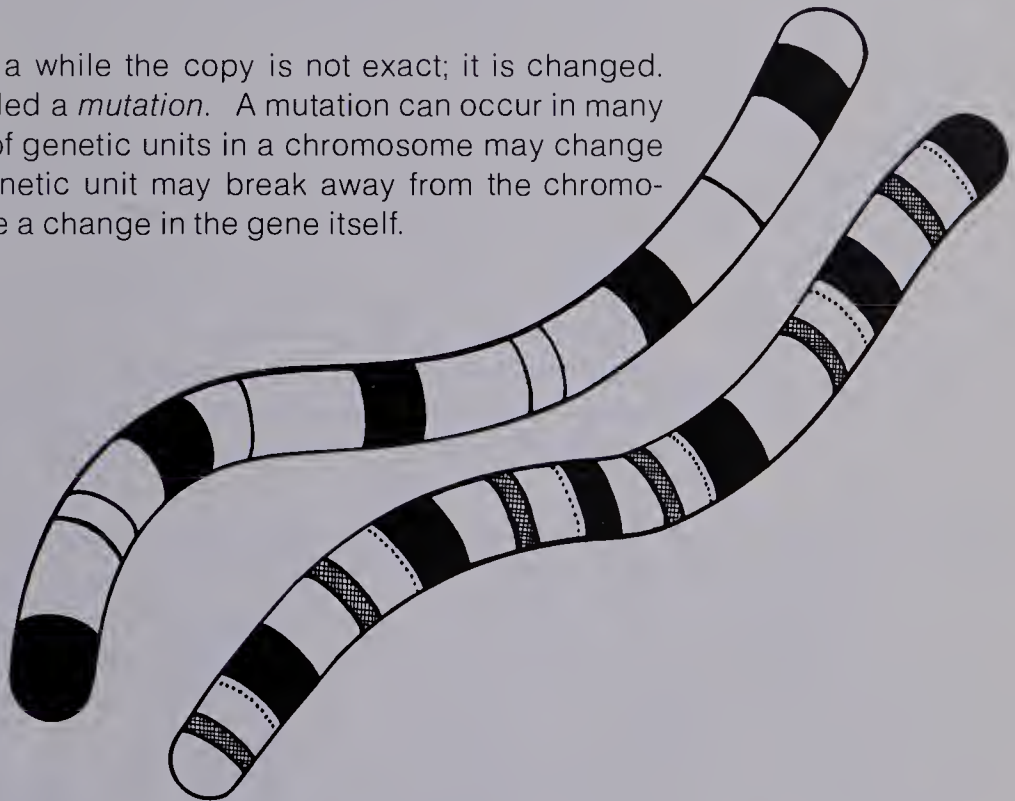 a while the copy is not exact; it is changed.
led a mutation. A mutation can occur in many
of genetic units in a chromosome may change
netic unit may break away from the chromo-
e a change in the gene itself.